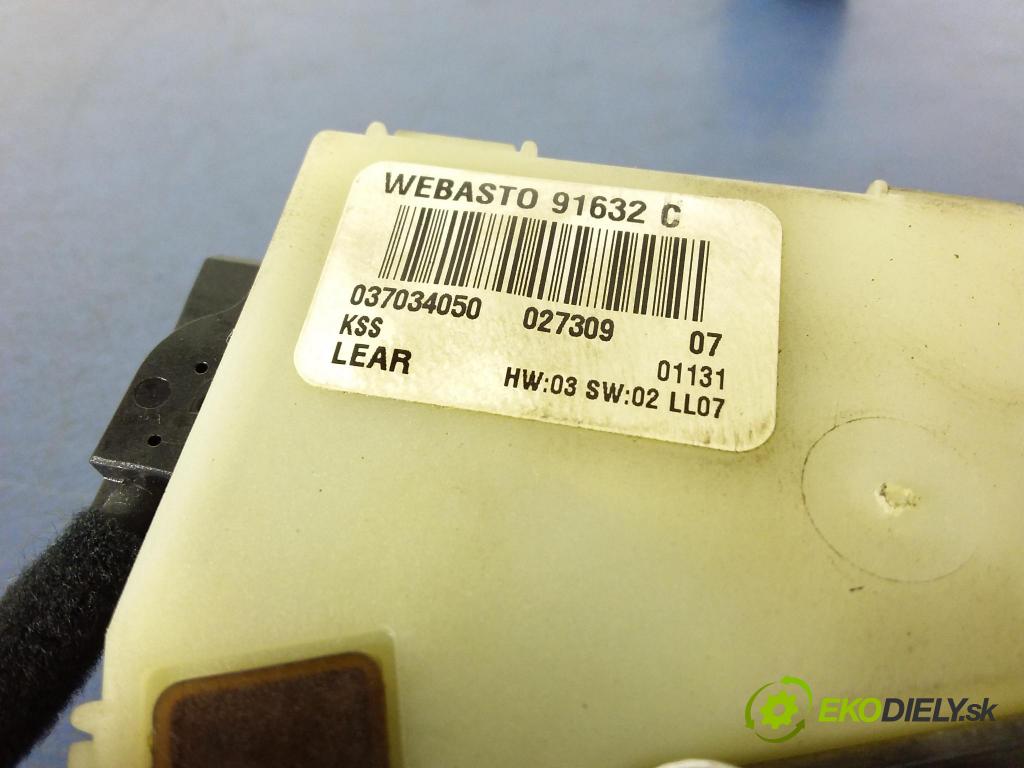 WEBASTO 91632 C
037034050 027309 07
KSS 01131
LEAR HW:03 SW:02 LL07
EKODIELY.sk